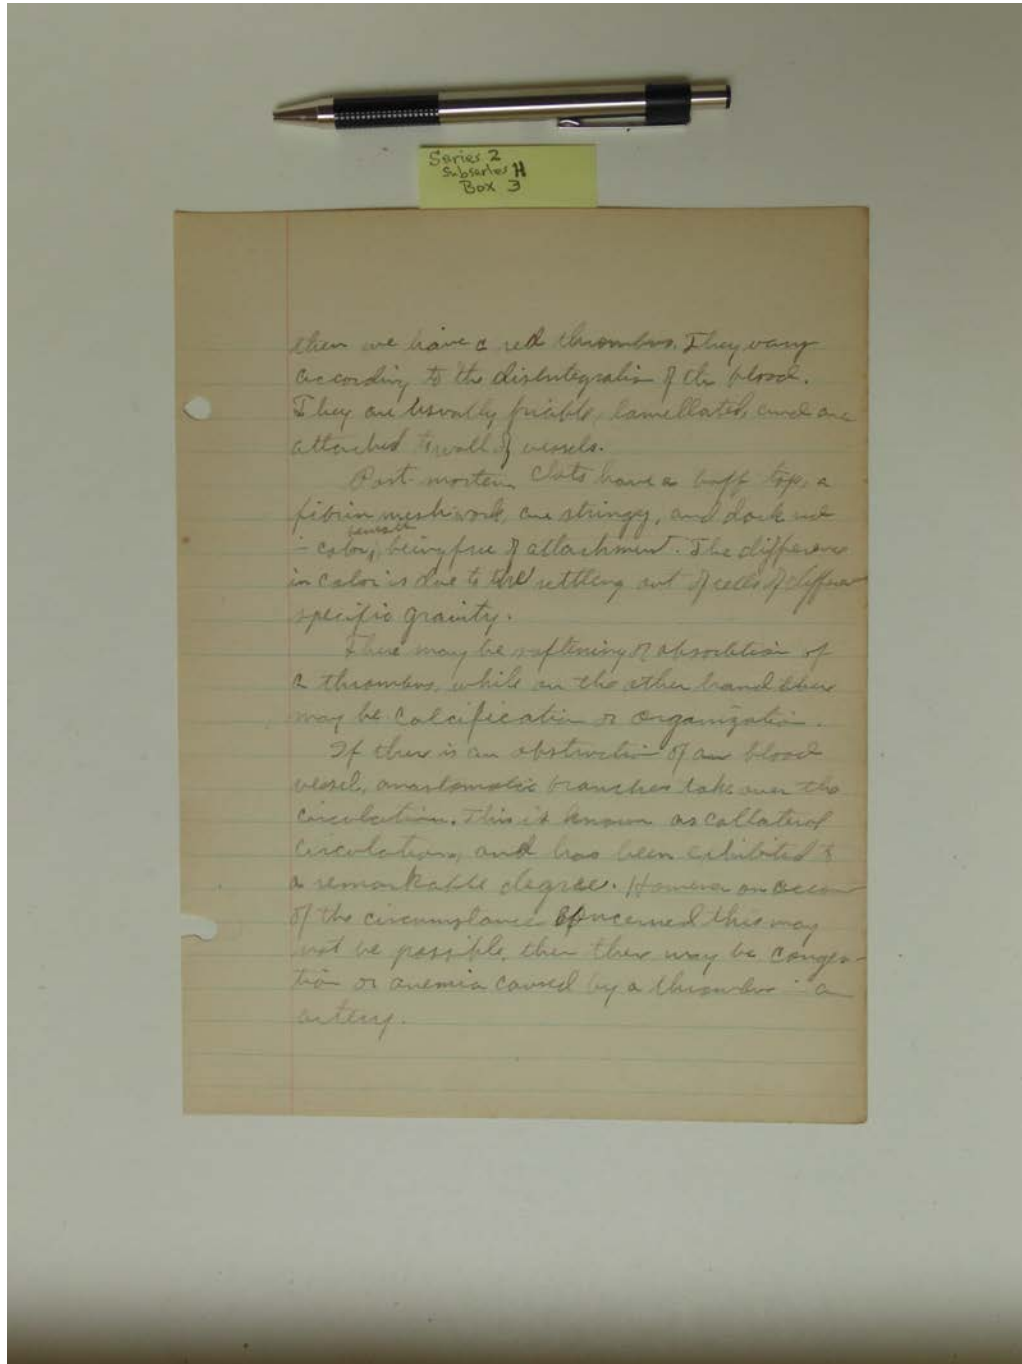 Series 2
Subseries H
Box 3
then we have a red thrombus. They vary
according to the disintegration of the blood.
They are usually friable, lamellated, and are
attached to wall of vessels.
Post-mortem clots have a buff top, a
fibrin meshwork, are stringy, and dark red
beneath
color, being free of attachment. The difference
in color is due to the settling out of cells of different
specific gravity.
There may be softening or absorbtion of
a thrombus, while on the other hand there
may be calcification or organization.
If there is an obstruction of an blood
vessel, anastomotic branches take over the
circulation. This is known as collateral
circulation, and has been exhibited to
a remarkable degree. However on account
of the circumstances concerned this may
not be possible, then there may be conges-
tion or anemia caused by a thrombus a
artery.